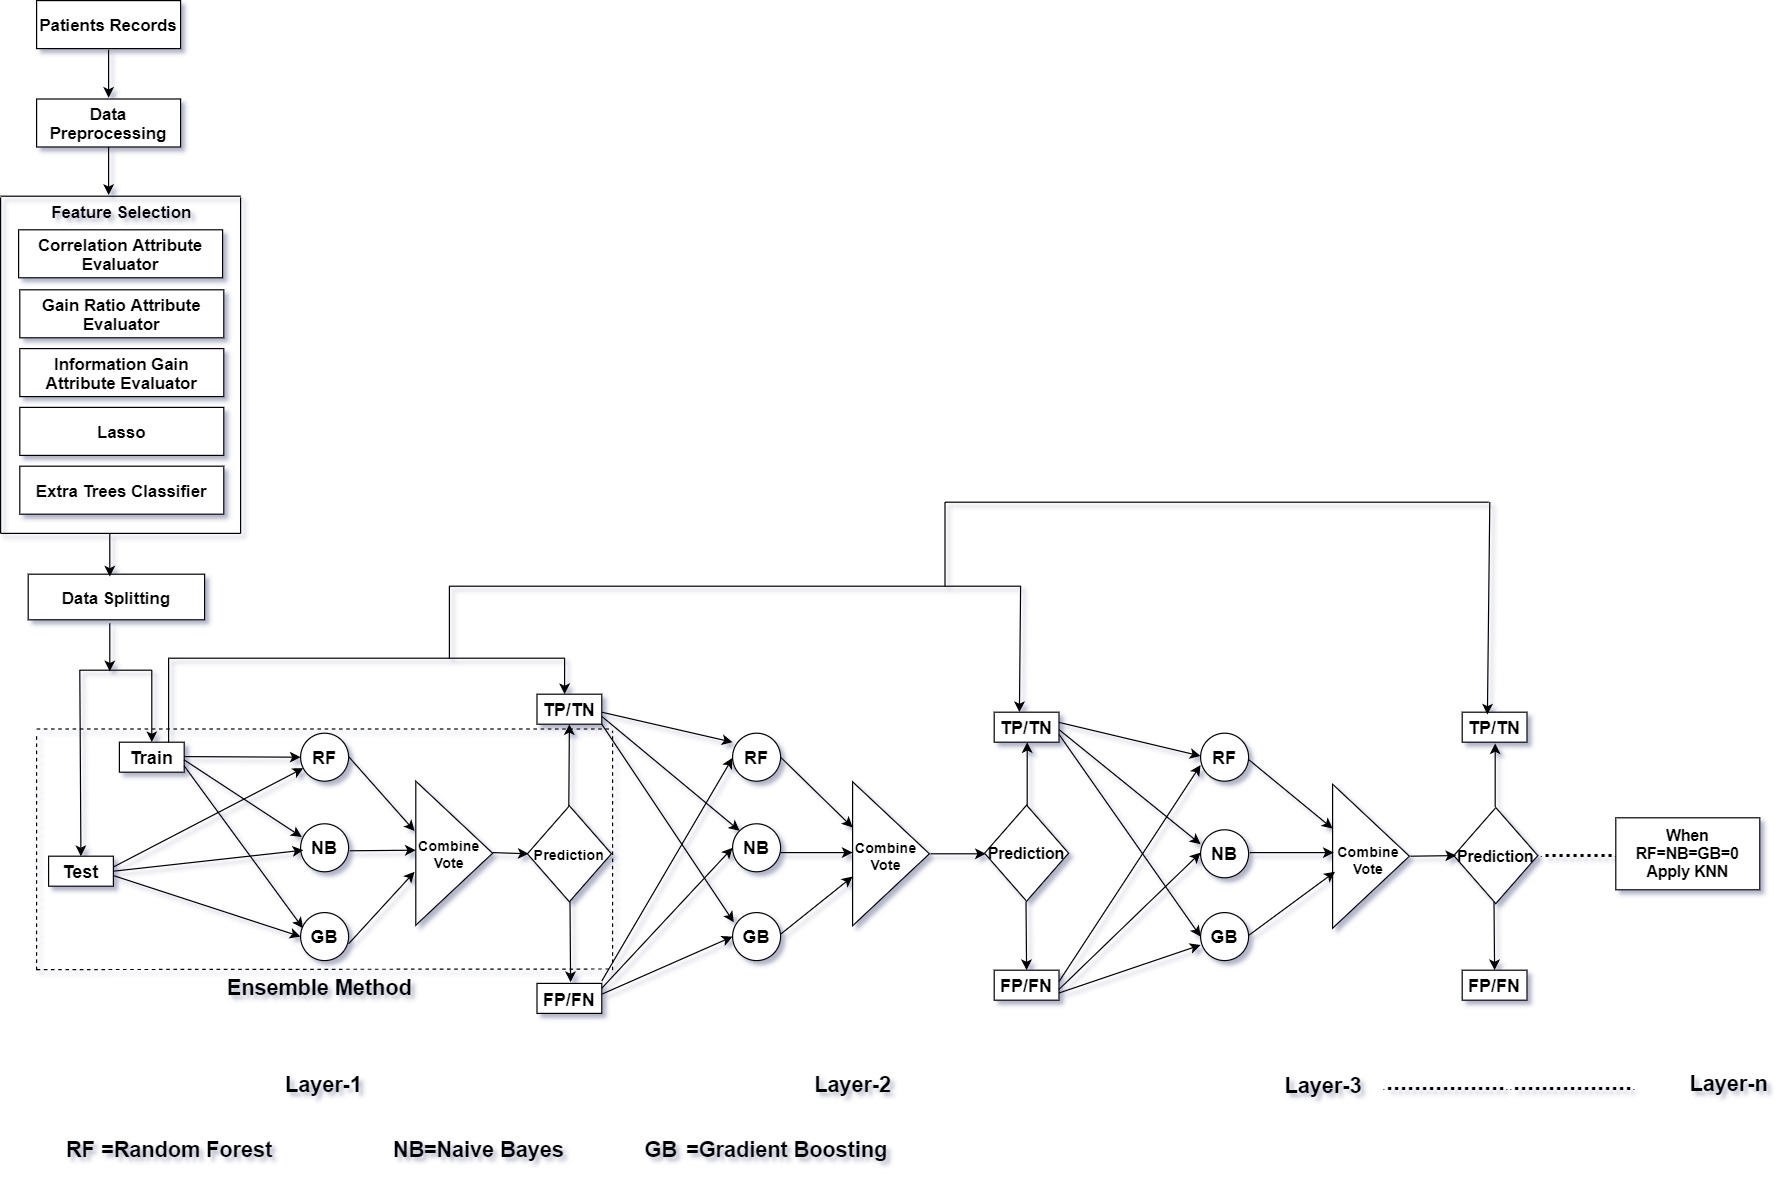 Patients Records
Data
Preprocessing
Feature Selection
Correlation Attribute
Evaluator
Gain Ratio Attribute
Evaluator
Information Gain
Attribute Evaluator
Lasso
Extra Trees Classifier
Data Splitting
Train
Test
RF
NB
GB
Combine
Vote
Prediction
TP/TN
FP/FN
Ensemble Method
RF
NB
GB
Combine
Vote
Prediction
TP/TN
FP/FN
RF
NB
GB
Combine
Vote
Prediction
TP/TN
FP/FN
When
RF=NB=GB=0
Apply KNN
Layer-1
Layer-2
Layer-3
Layer-n
RF =Random Forest
NB=Naive Bayes
GB =Gradient Boosting